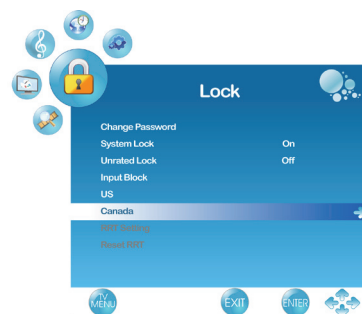 Lock
Change Password
System Lock On
Unrated Lock Off
Input Block
US
Canada
RRT Setting
Reset RRT
TV MENU
EXIT
ENTER